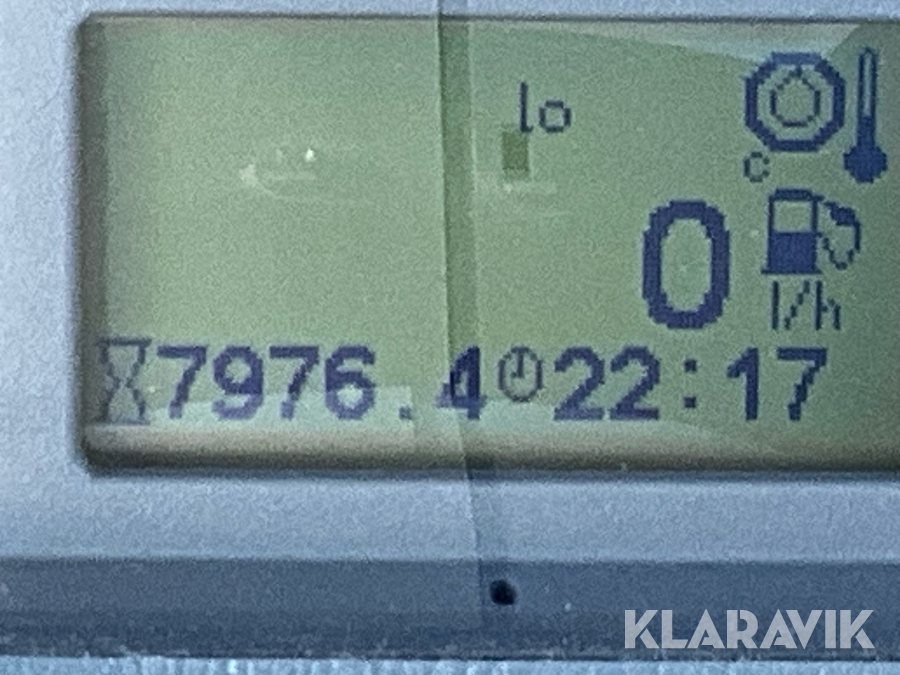 lo
c
0
l/h
7976.4 22:17
KLARAVIK